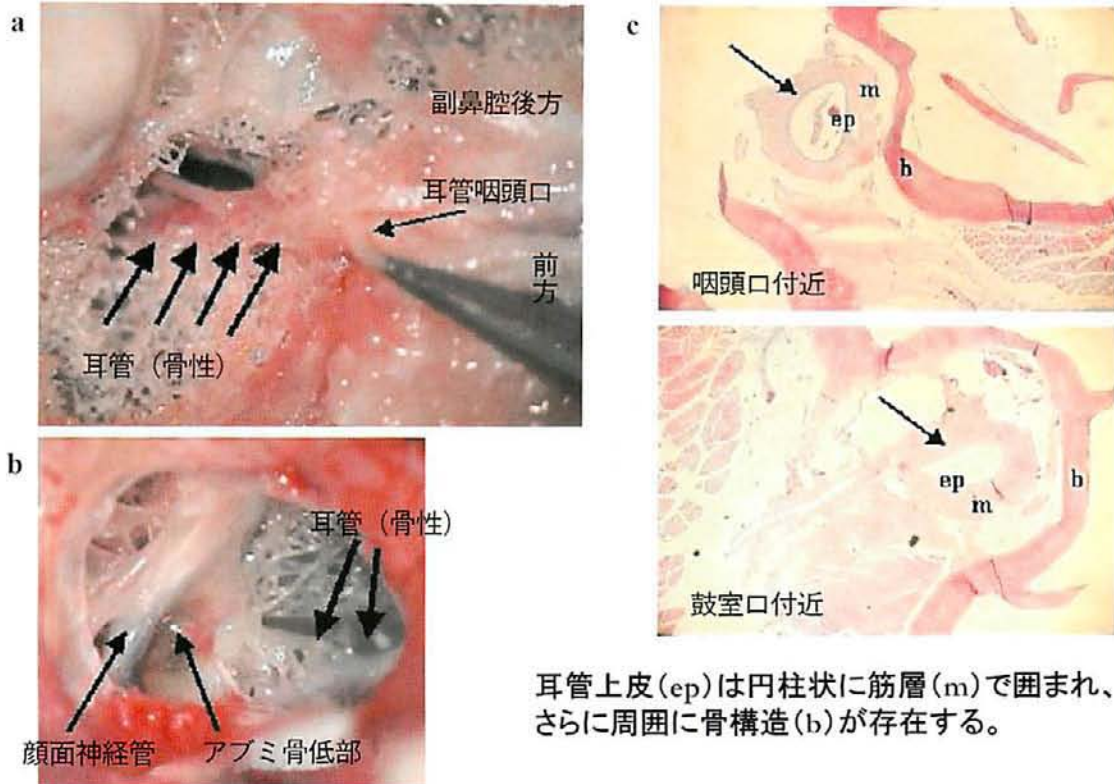 a
副鼻腔後方
耳管咽頭口
前方
耳管（骨性）
b
耳管（骨性）
顔面神経管
アブミ骨低部
c
m
ep
b
咽頭口付近
ep
m
b
鼓室口付近
耳管上皮(ep)は円柱状に筋層(m)で囲まれ、
さらに周囲に骨構造(b)が存在する。